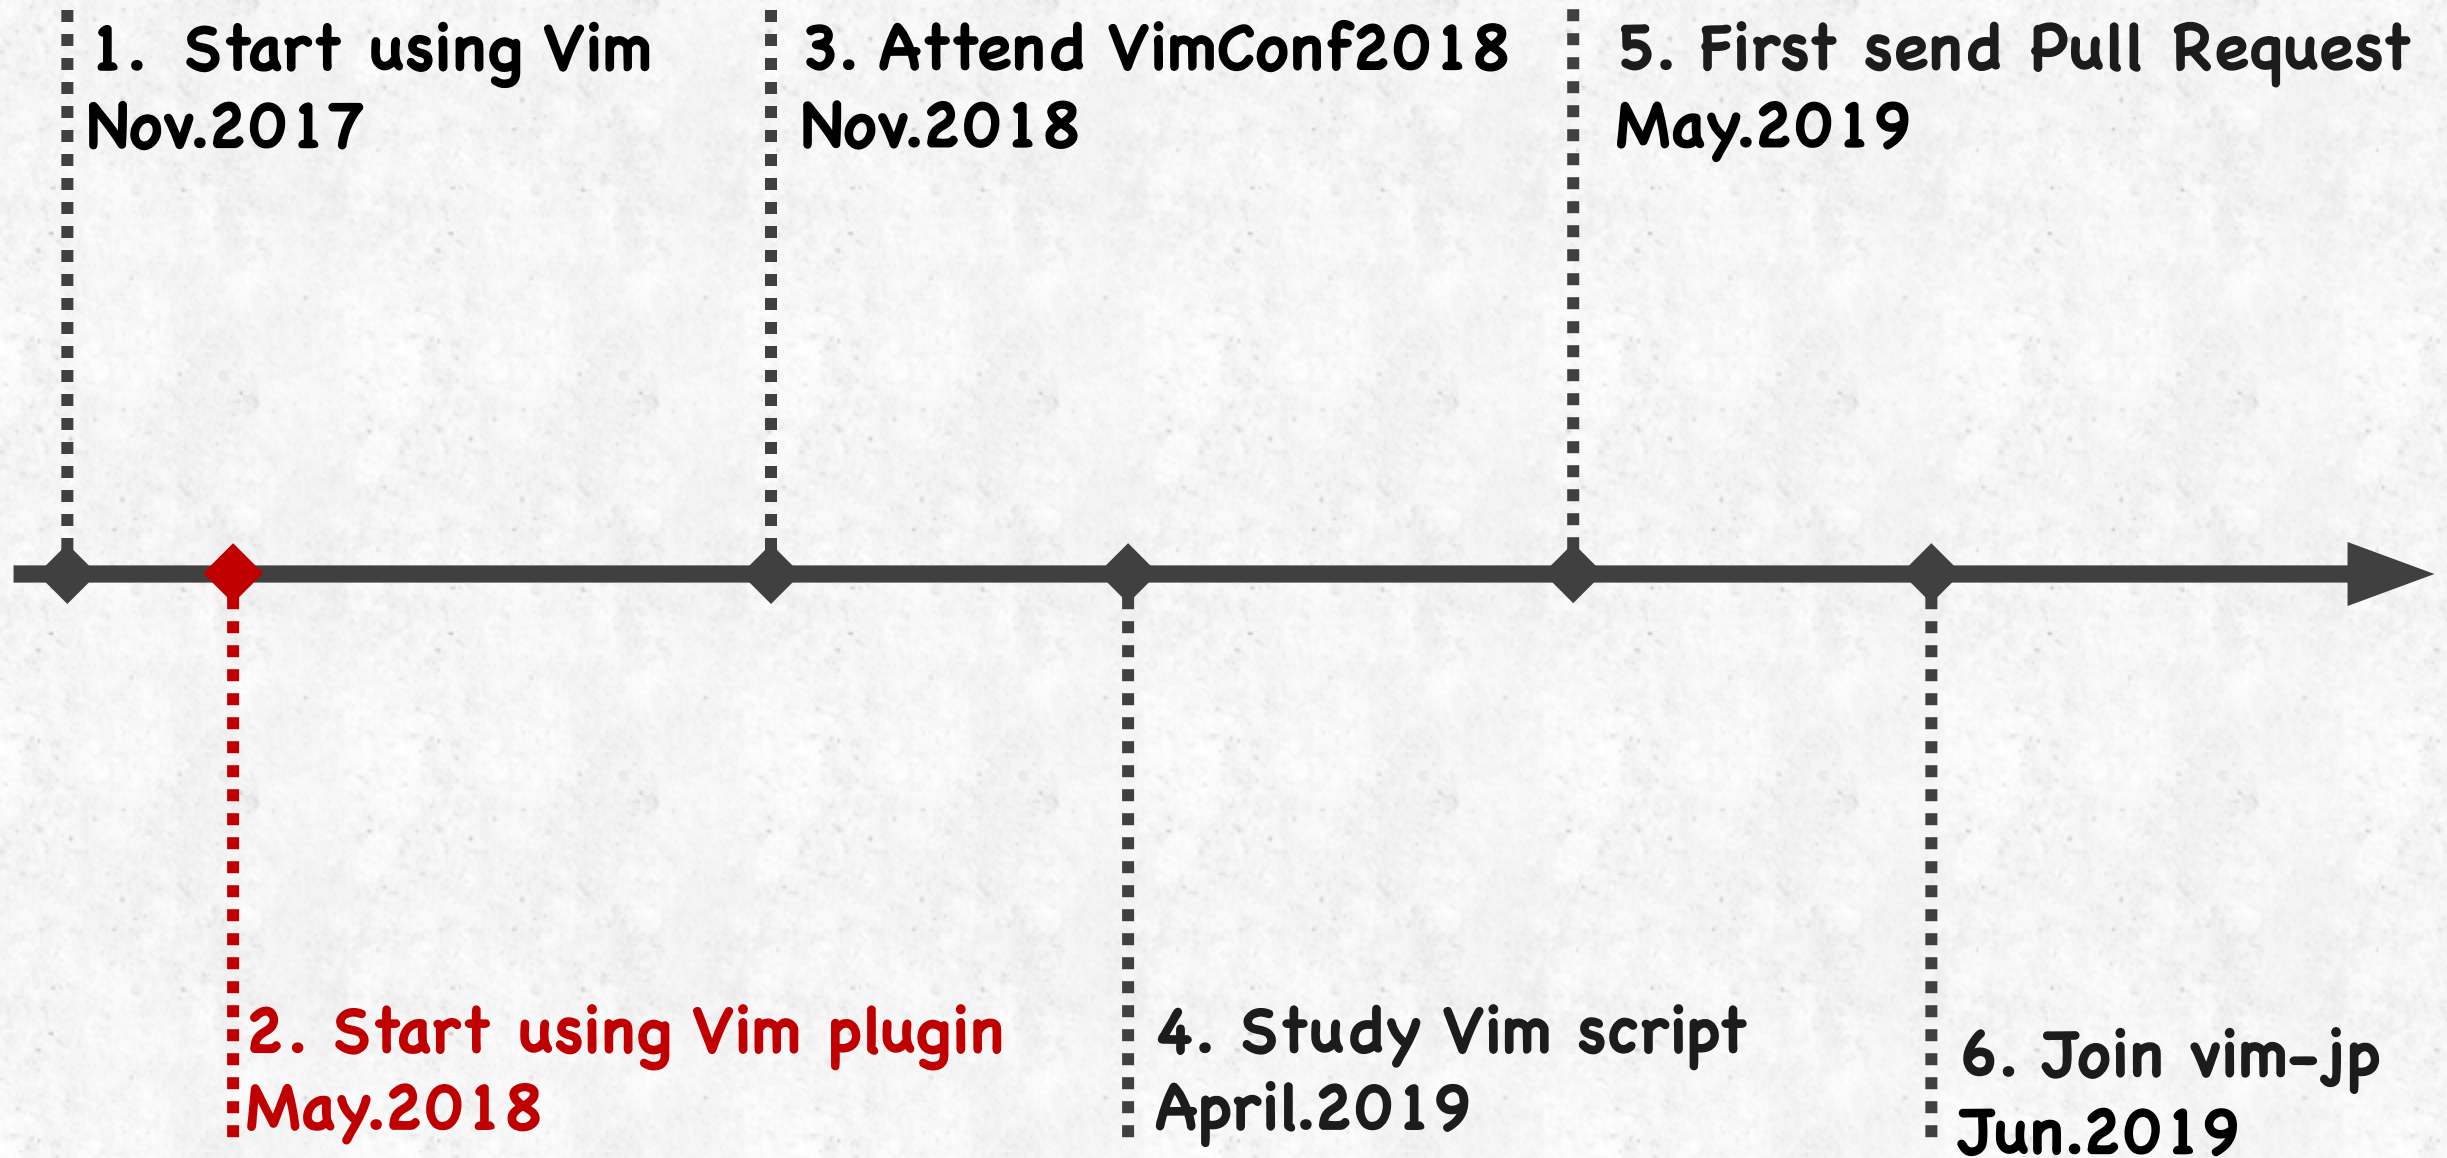 1. Start using Vim
Nov.2017
3. Attend VimConf2018
Nov.2018
5. First send Pull Request
May.2019
2. Start using Vim plugin
May.2018
4. Study Vim script
April.2019
6. Join vim-jp
Jun.2019